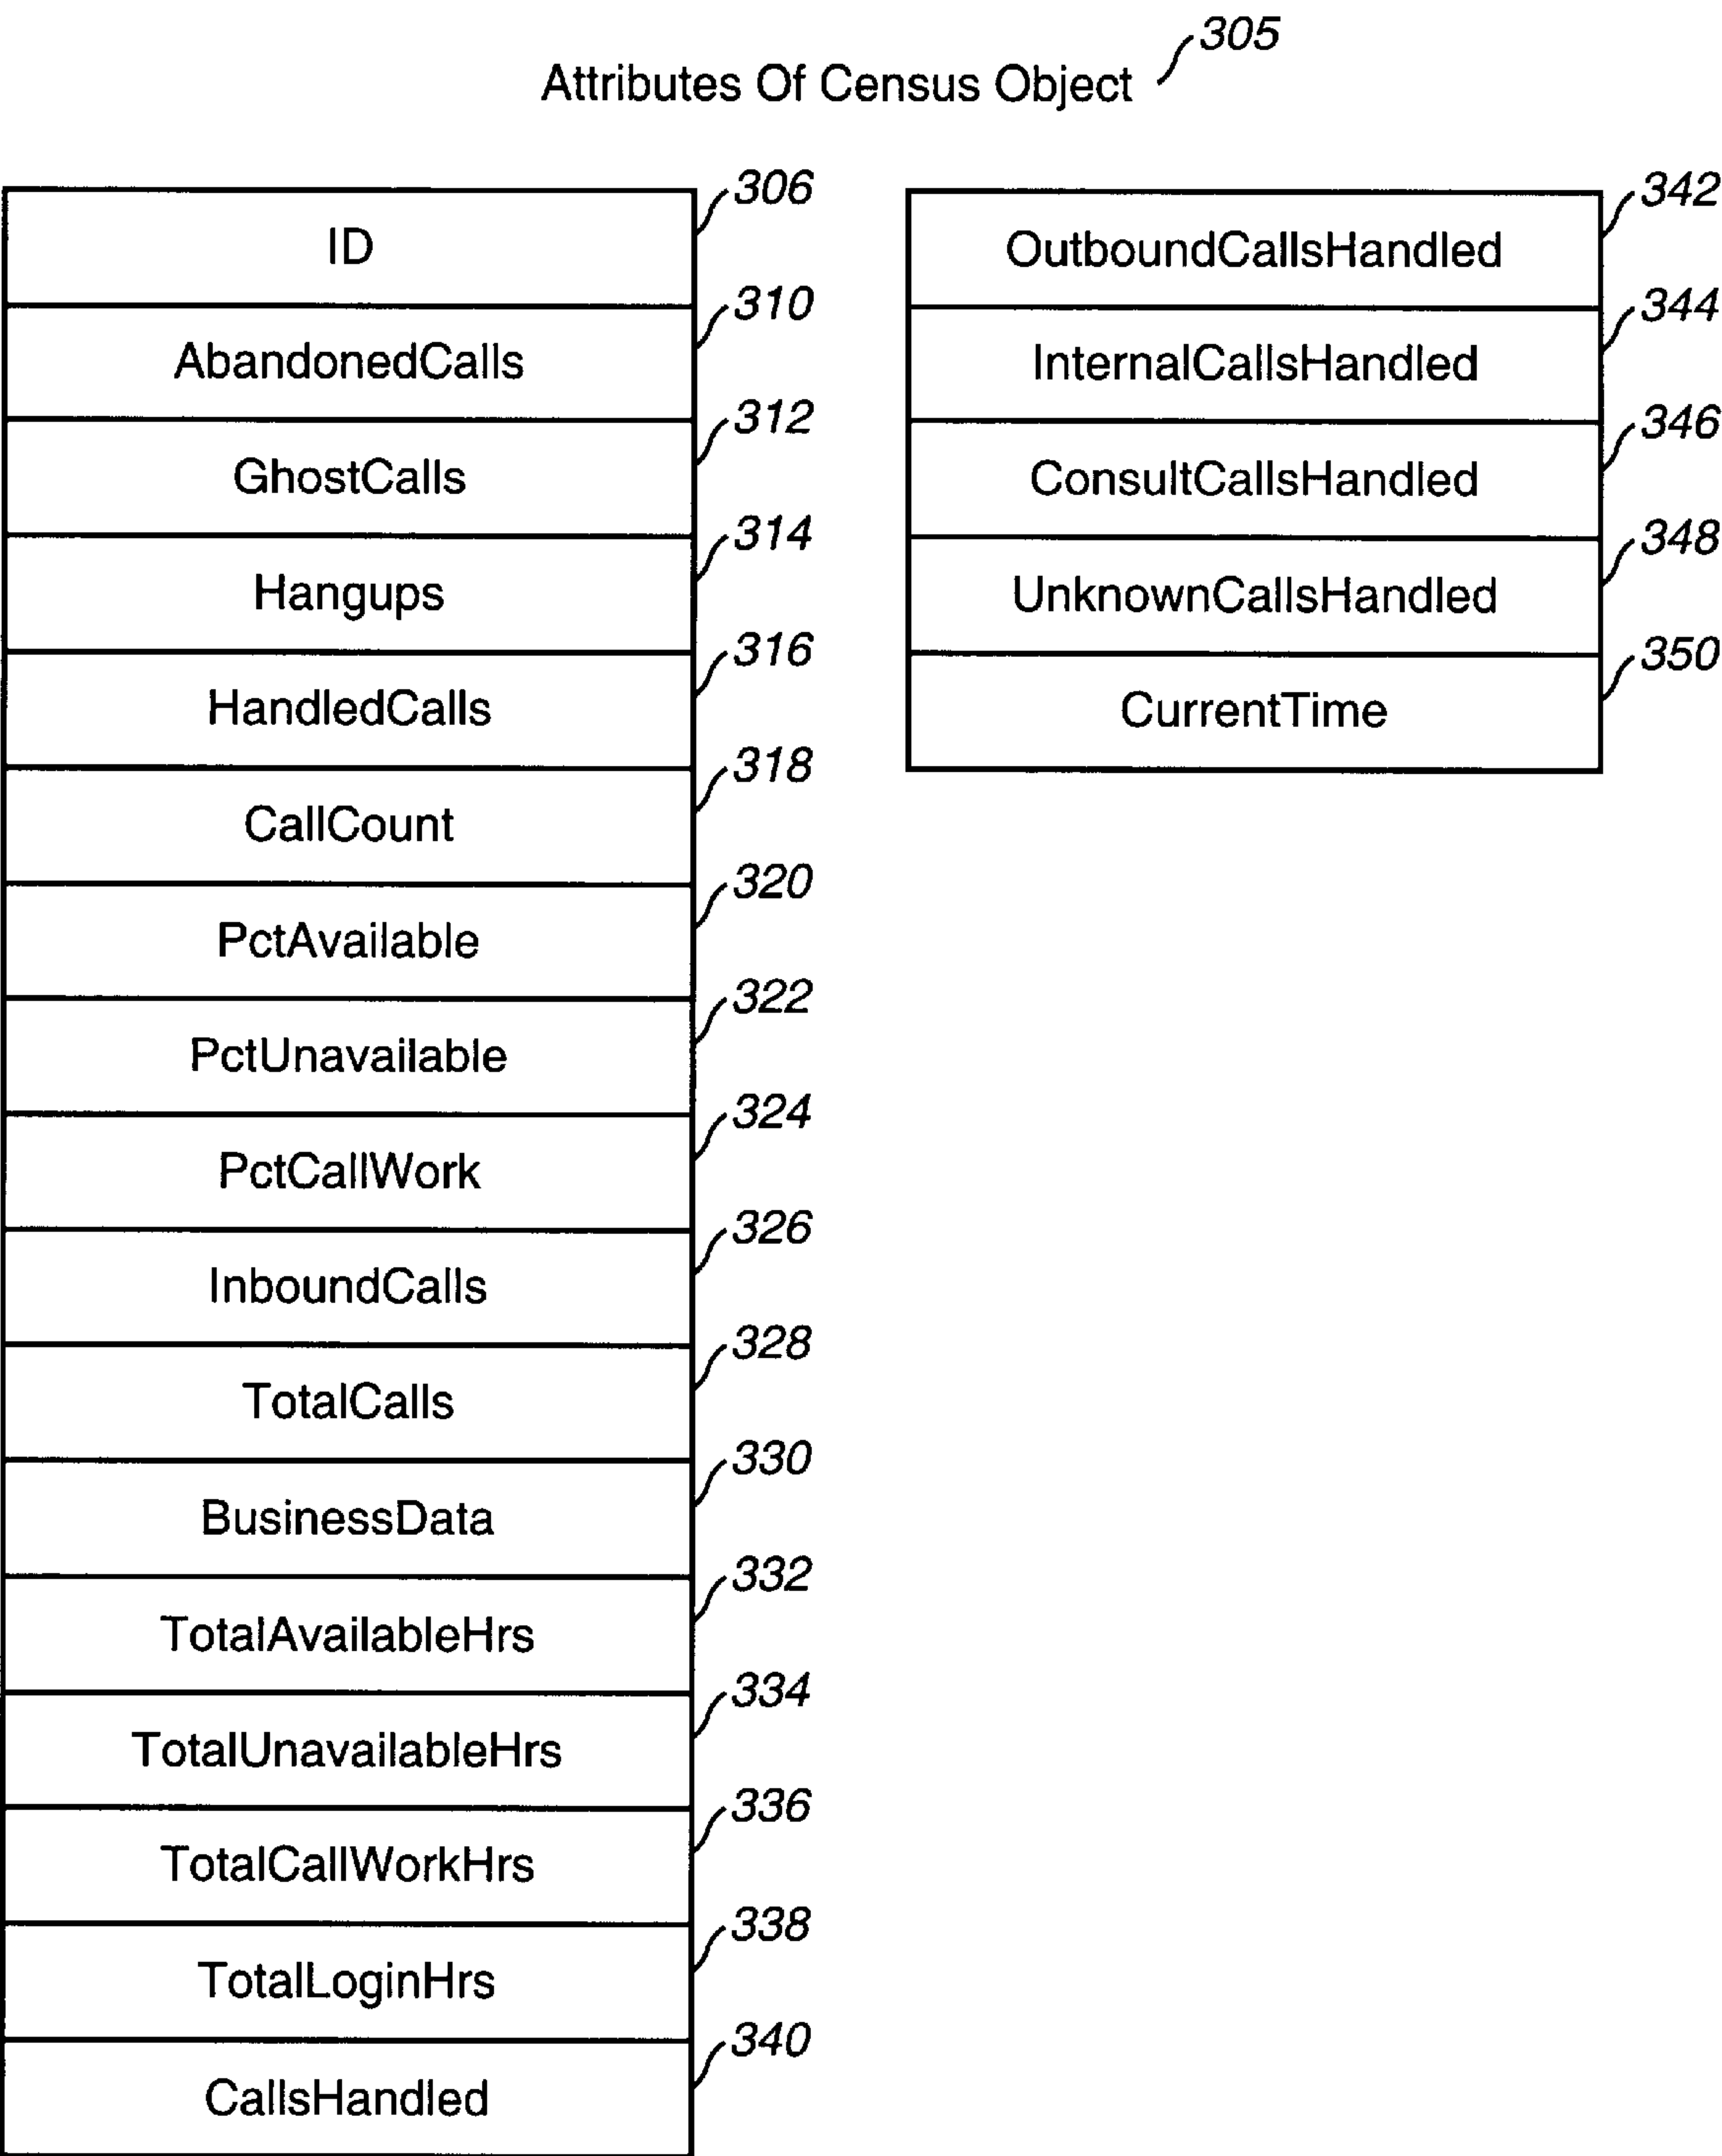 Attributes Of Census Object 305
ID 306
AbandonedCalls 310
GhostCalls 312
Hangups 314
HandledCalls 316
CallCount 318
PctAvailable 320
PctUnavailable 322
PctCallWork 324
InboundCalls 326
TotalCalls 328
BusinessData 330
TotalAvailableHrs 332
TotalUnavailableHrs 334
TotalCallWorkHrs 336
TotalLoginHrs 338
CallsHandled 340
OutboundCallsHandled 342
InternalCallsHandled 344
ConsultCallsHandled 346
UnknownCallsHandled 348
CurrentTime 350